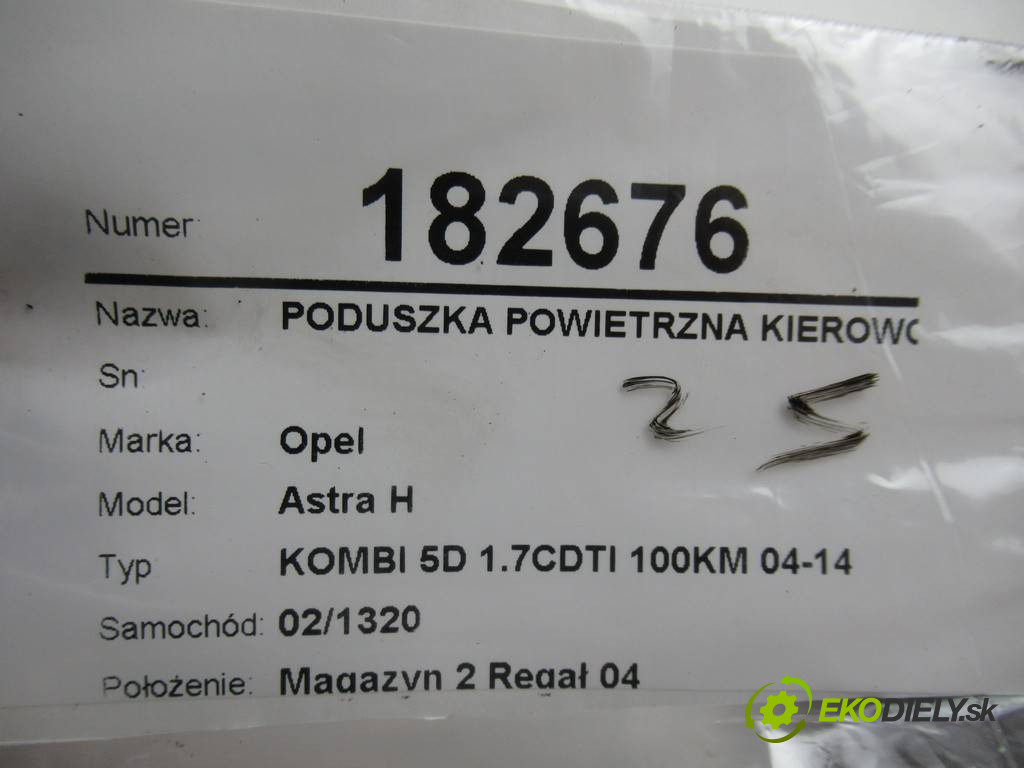 Numer: 182676
Nazwa: PODUSZKA POWIETRZNA KIEROWC
Sn:
25
Marka: Opel
Model: Astra H
Typ KOMBI 5D 1.7CDTI 100KM 04-14
Samochód: 02/1320
Położenie: Magazyn 2 Regał 04
EKODIELY.sk